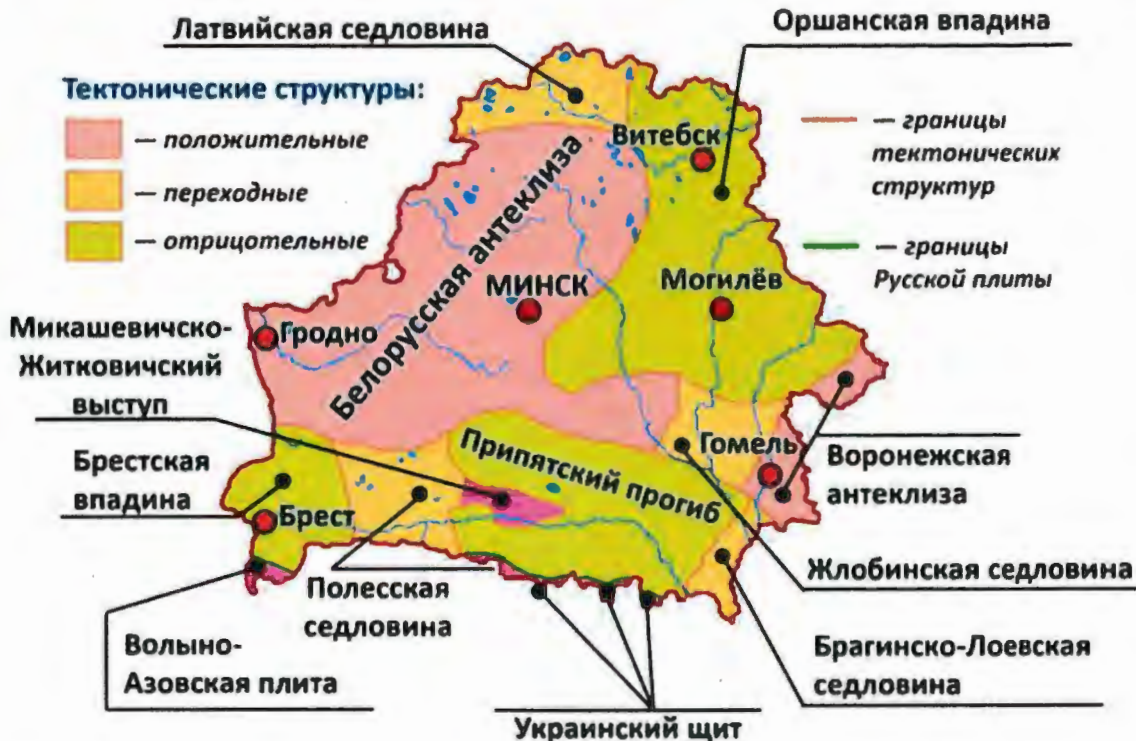 Латвийская седловина
Оршанская впадина
Тектонические структуры:
— положительные
— переходные
— отрицотельные
— границы
тектонических
структур
— границы
Русской плиты
Витебск
Белорусская антеклиза
МИНСК
Могилёв
Гродно
Микашевичско-
Житковичский
выступ
Припятский прогиб
Гомель
Воронежская
антеклиза
Брестская
впадина
Брест
Жлобинская седловина
Полесская
седловина
Волыно-
Азовская плита
Брагинско-Лоевская
седловина
Украинский щит